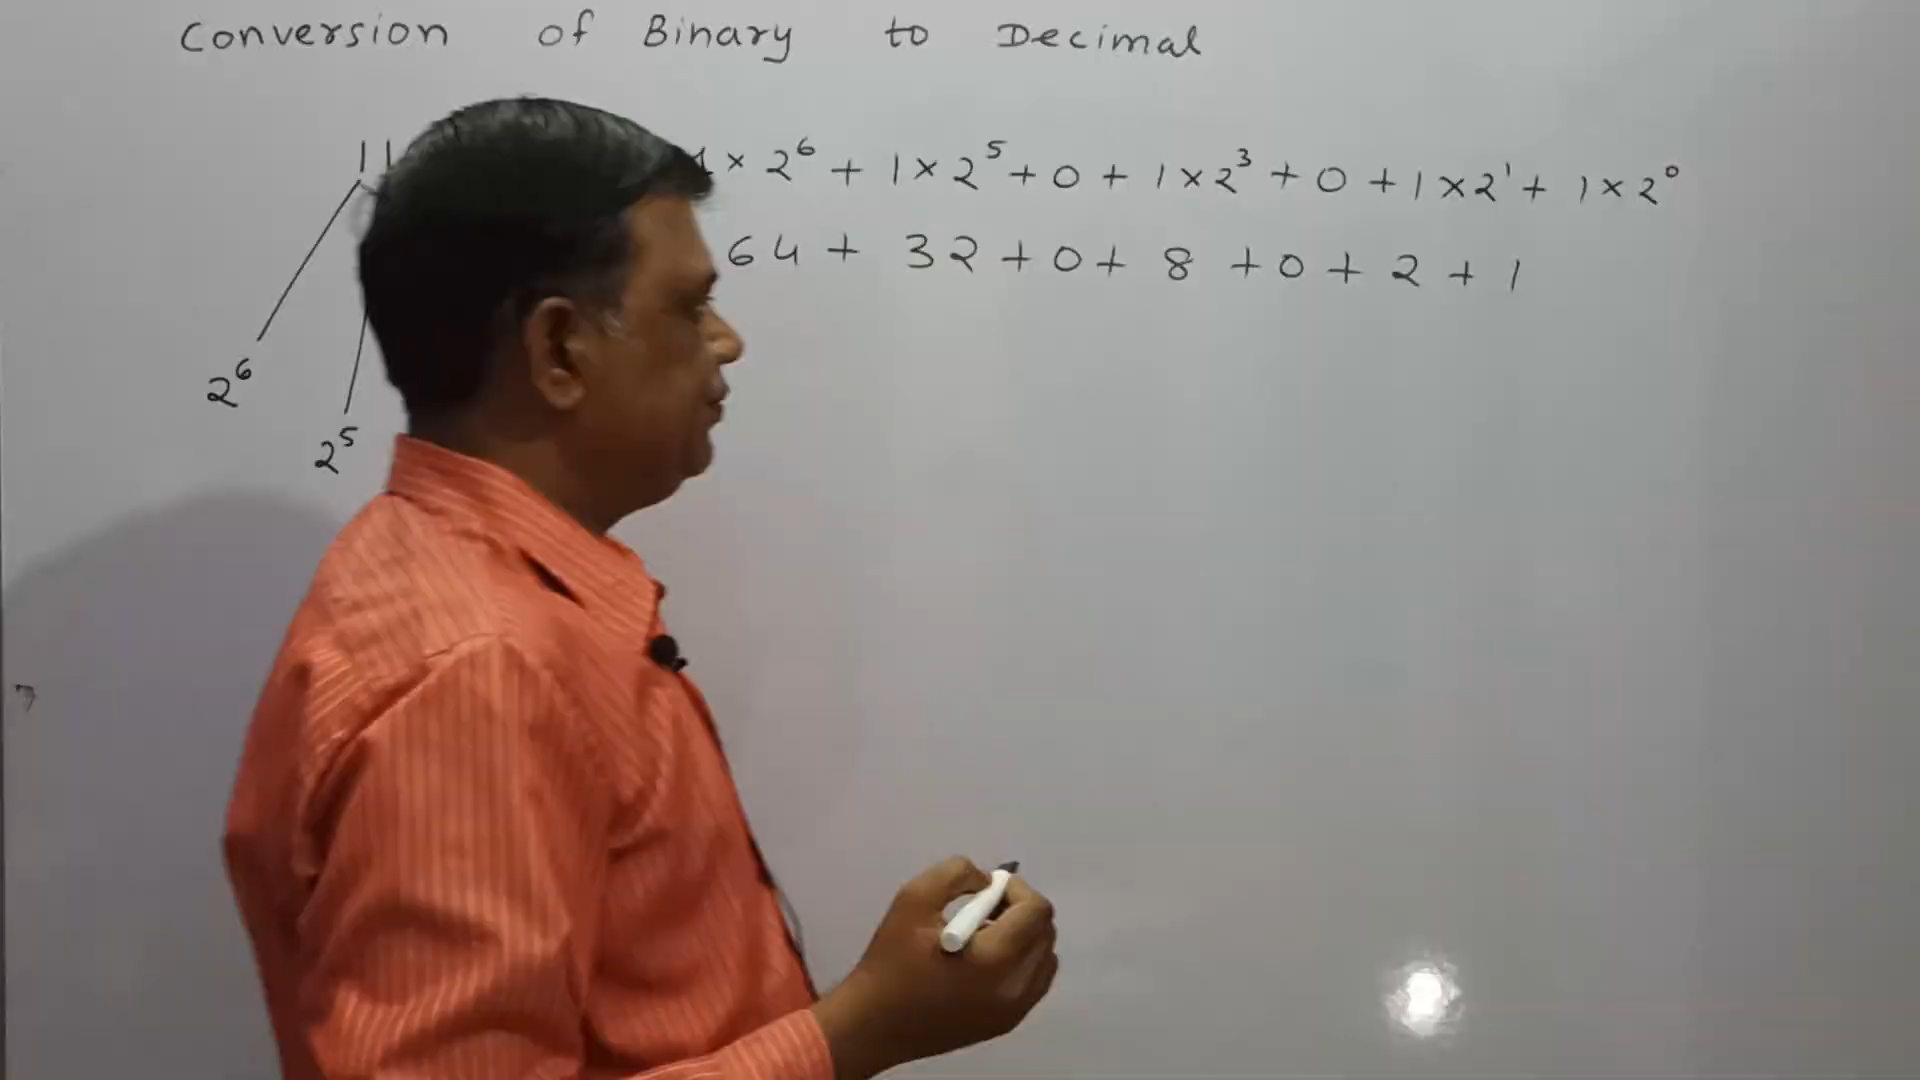 Conversion of Binary to Decimal
11 1 × 2⁶ + 1 × 2⁵ + 0 + 1 × 2³ + 0 + 1 × 2¹ + 1 × 2⁰
64 + 32 + 0 + 8 + 0 + 2 + 1
2⁶
2⁵